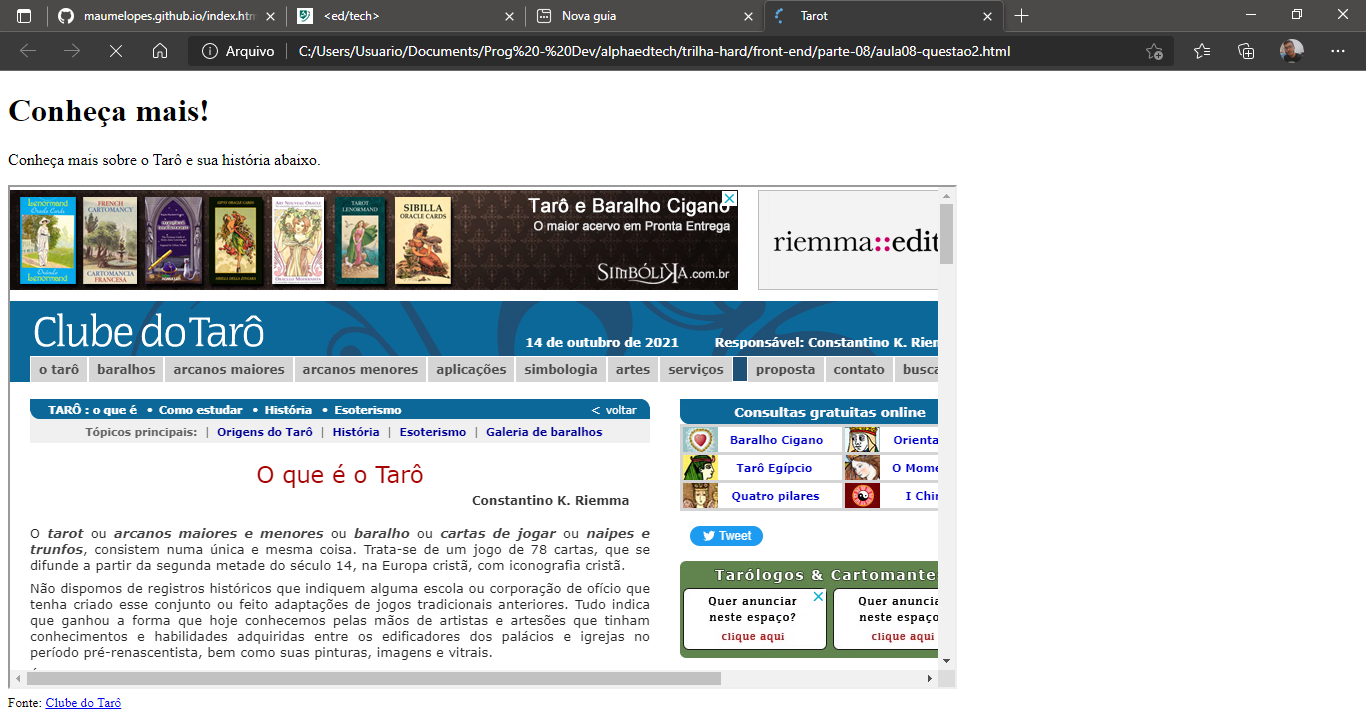 maumelopes.github.io/index.htm
<ed/tech>
Nova guia
Tarot
Arquivo
C:/Users/Usuario/Documents/Prog%20-%20Dev/alphaedtech/trilha-hard/front-end/parte-08/aula08-questao2.html
Conheça mais!
Conheça mais sobre o Tarô e sua história abaixo.
Tarô e Baralho Cigano
O maior acervo em Pronta Entrega
SIMBÓLIKA.com.br
FRENCH CARTOMANCY
CARTOMANCIA FRANCESA
TAROT LENORMAND
SIBILLA ORACLE CARDS
riemma::edit
Clube do Tarô
14 de outubro de 2021
Responsável: Constantino K. Riem
o tarô
baralhos
arcanos maiores
arcanos menores
aplicações
simbologia
artes
serviços
proposta
contato
busca
TARÔ : o que é • Como estudar • História • Esoterismo
< voltar
Tópicos principais: | Origens do Tarô | História | Esoterismo | Galeria de baralhos
O que é o Tarô
Constantino K. Riemma
O tarot ou arcanos maiores e menores ou baralho ou cartas de jogar ou naipes e
trunfos, consistem numa única e mesma coisa. Trata-se de um jogo de 78 cartas, que se
difunde a partir da segunda metade do século 14, na Europa cristã, com iconografia cristã.
Não dispomos de registros históricos que indiquem alguma escola ou corporação de ofício que
tenha criado esse conjunto ou feito adaptações de jogos tradicionais anteriores. Tudo indica
que ganhou a forma que hoje conhecemos pelas mãos de artistas e artesões que tinham
conhecimentos e habilidades adquiridas entre os edificadores dos palácios e igrejas no
período pré-renascentista, bem como suas pinturas, imagens e vitrais.
Consultas gratuitas online
Baralho Cigano
Orienta
Tarô Egípcio
O Mome
Quatro pilares
I Chin
Tweet
Tarólogos & Cartomante
Quer anunciar
neste espaço?
clique aqui
Quer anuncia
neste espaço
clique aqui
Fonte: Clube do Tarô